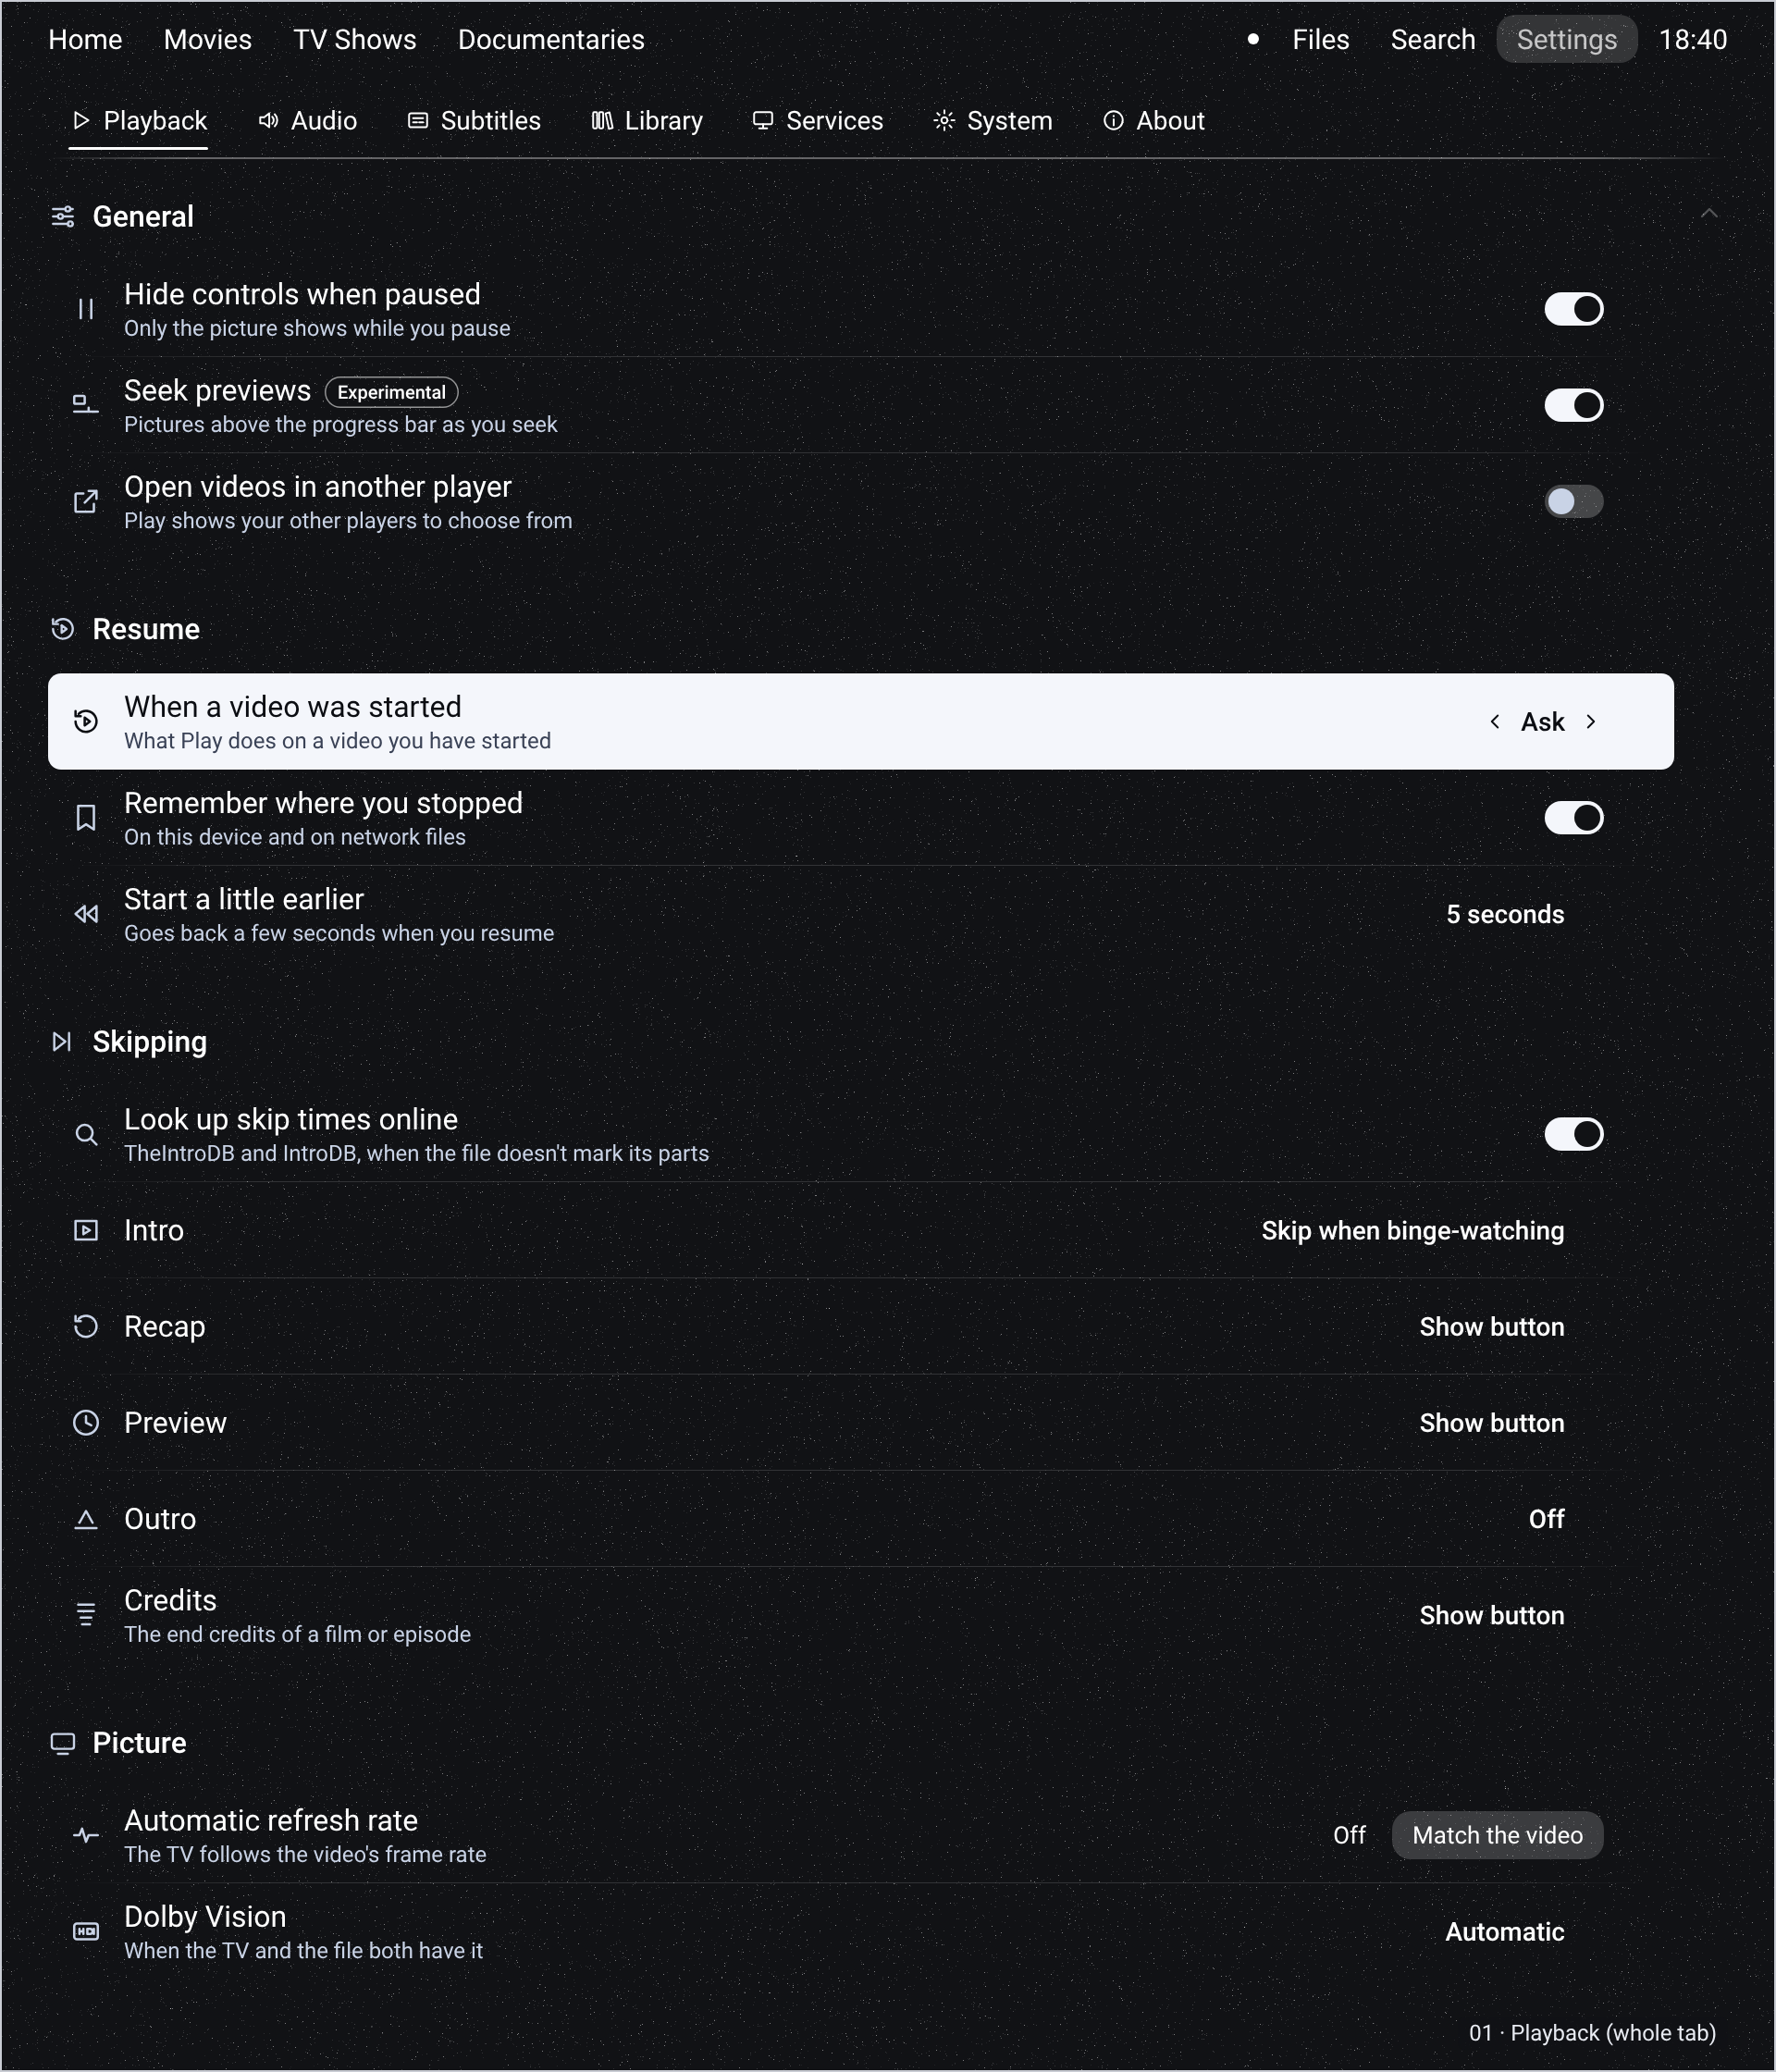 Home Movies TV Shows Documentaries Files Search Settings 18:40
Playback Audio Subtitles Library Services System About
General
Hide controls when paused
Only the picture shows while you pause
Seek previews Experimental
Pictures above the progress bar as you seek
Open videos in another player
Play shows your other players to choose from
Resume
When a video was started
What Play does on a video you have started
Ask
Remember where you stopped
On this device and on network files
Start a little earlier
Goes back a few seconds when you resume
5 seconds
Skipping
Look up skip times online
TheIntroDB and IntroDB, when the file doesn't mark its parts
Intro Skip when binge-watching
Recap Show button
Preview Show button
Outro Off
Credits
The end credits of a film or episode
Show button
Picture
Automatic refresh rate
The TV follows the video's frame rate
Off Match the video
Dolby Vision
When the TV and the file both have it
Automatic
01 · Playback (whole tab)